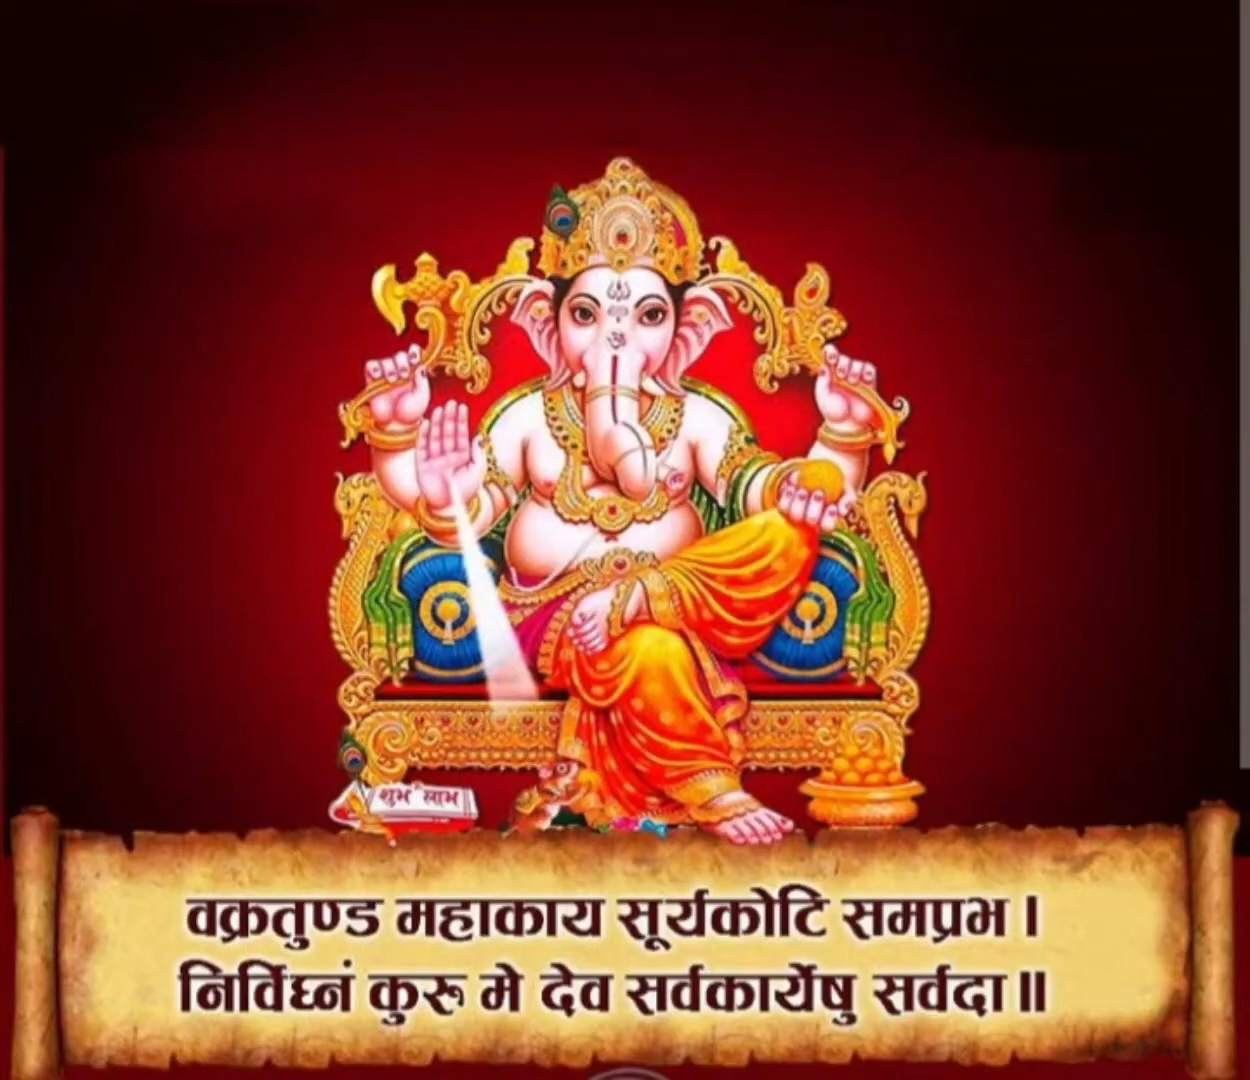 शुभ लाभ
वक्रतुण्ड महाकाय सूर्यकोटि समप्रभ ।
निर्विघ्नं कुरू मे देव सर्वकार्येषु सर्वदा ॥